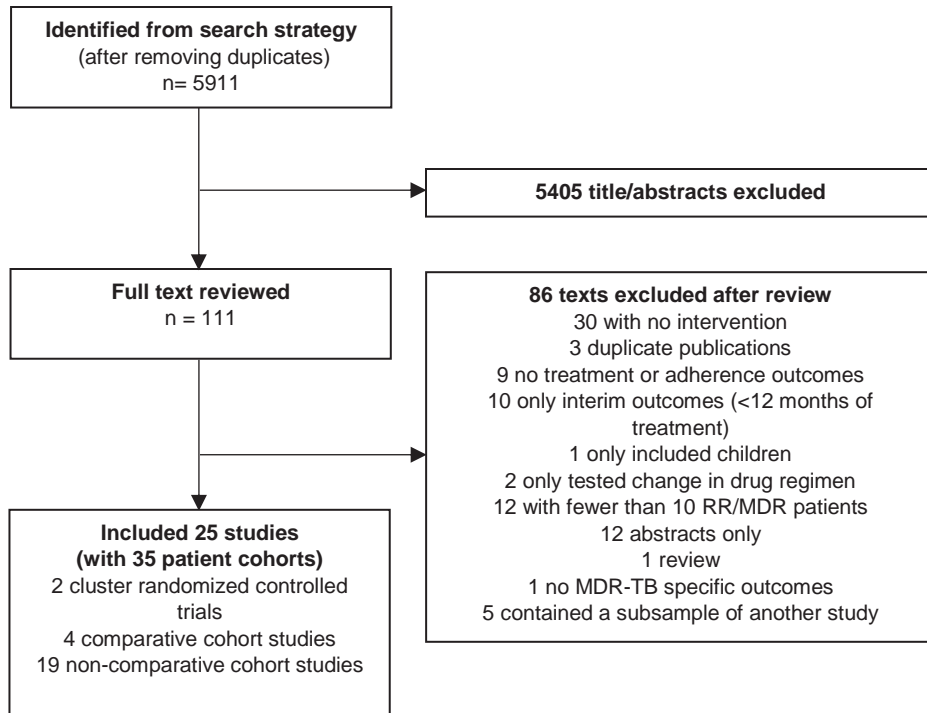 Identified from search strategy
(after removing duplicates)
n= 5911
5405 title/abstracts excluded
Full text reviewed
n = 111
86 texts excluded after review
30 with no intervention
3 duplicate publications
9 no treatment or adherence outcomes
10 only interim outcomes (<12 months of
treatment)
1 only included children
2 only tested change in drug regimen
12 with fewer than 10 RR/MDR patients
12 abstracts only
1 review
1 no MDR-TB specific outcomes
5 contained a subsample of another study
Included 25 studies
(with 35 patient cohorts)
2 cluster randomized controlled
trials
4 comparative cohort studies
19 non-comparative cohort studies